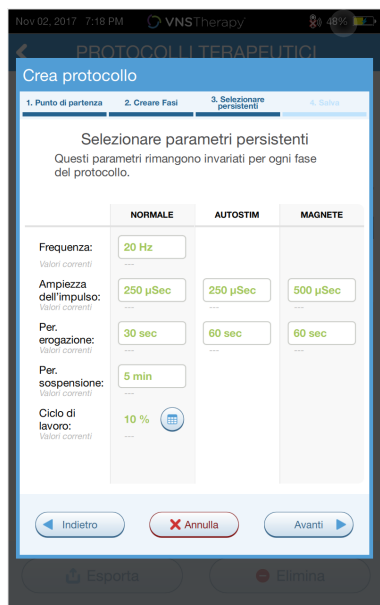 Nov 02, 2017 7:18 PM VNSTherapy 48%
PROTOCOLLI TERAPEUTICI
Crea protocollo
1. Punto di partenza 2. Creare Fasi 3. Selezionare persistenti 4. Salva
Selezionare parametri persistenti
Questi parametri rimangono invariati per ogni fase
del protocollo.
NORMALE AUTOSTIM MAGNETE
Frequenza: 20 Hz
Valori correnti ----
Ampiezza
dell'impulso: 250 µSec 250 µSec 500 µSec
Valori correnti ---- ---- ----
Per.
erogazione: 30 sec 60 sec 60 sec
Valori correnti ---- ---- ----
Per.
sospensione: 5 min
Valori correnti ----
Ciclo di
lavoro: 10 %
Valori correnti ----
Indietro Annulla Avanti
Esporta Elimina